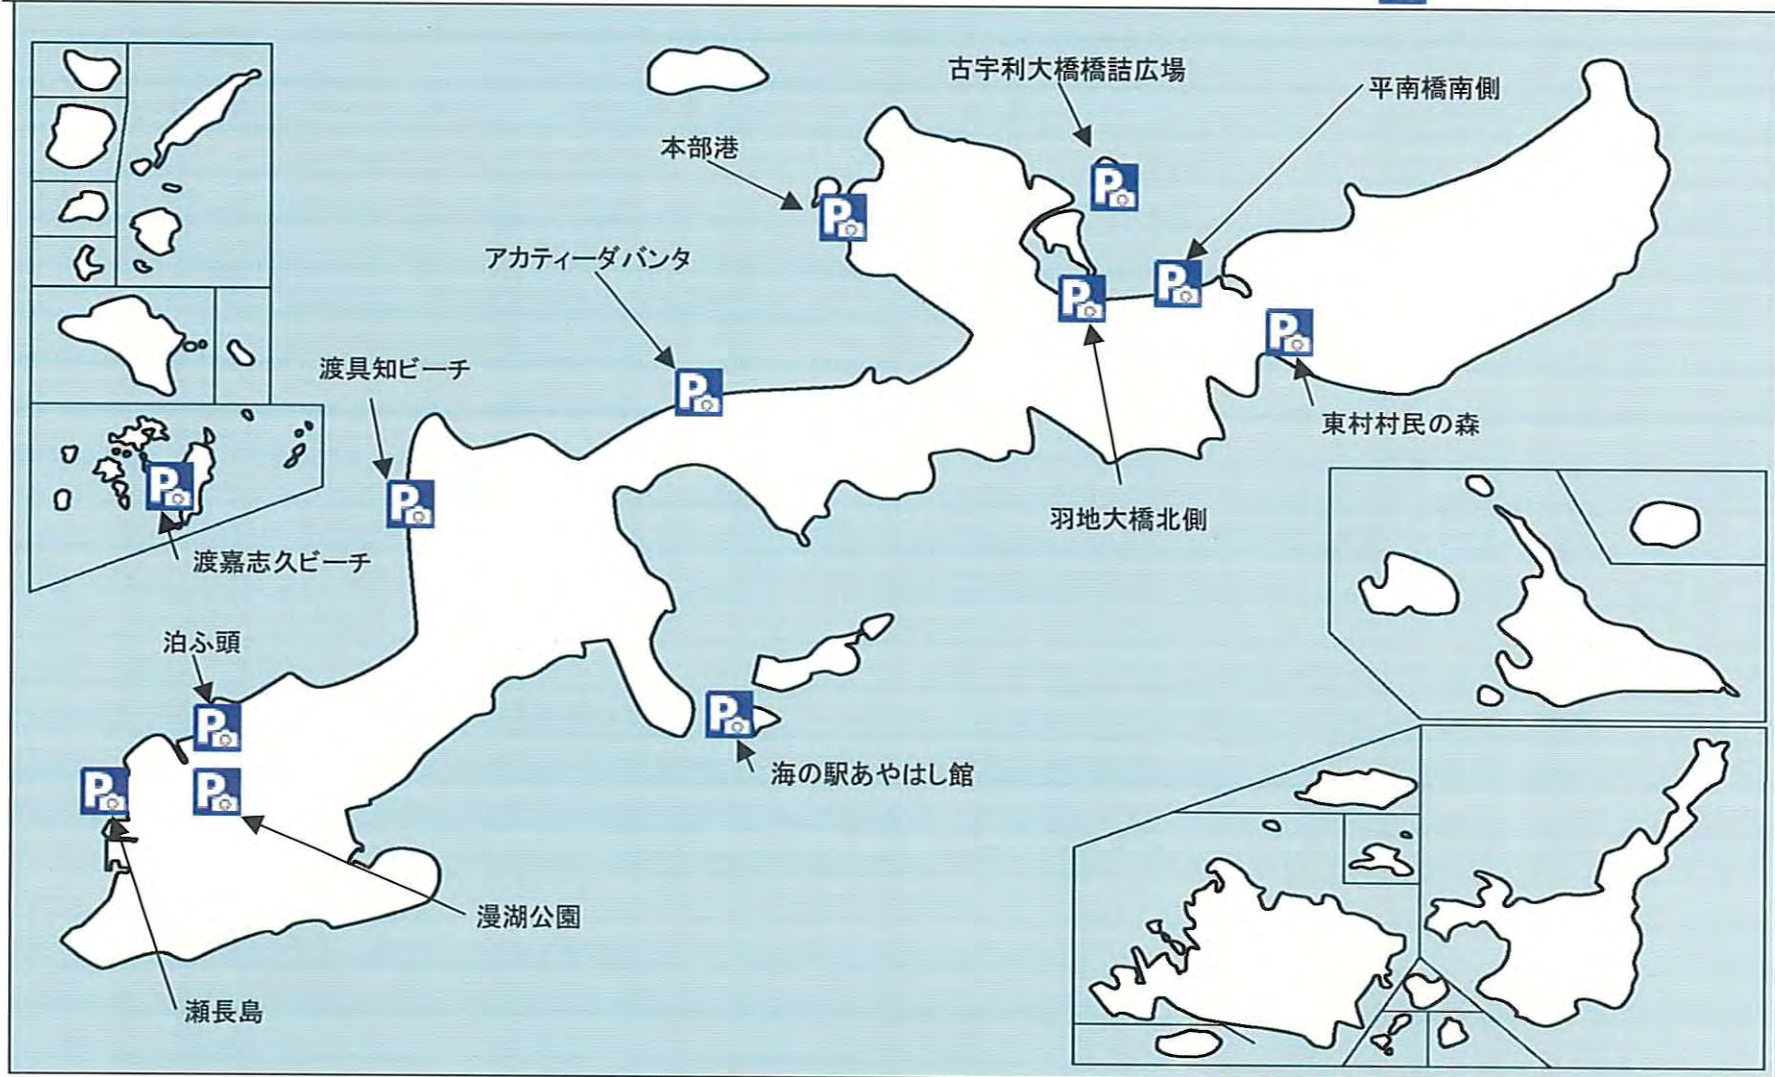 古宇利大橋橋詰広場
平南橋南側
本部港
アカティーダバンタ
渡具知ビーチ
東村村民の森
羽地大橋北側
渡嘉志久ビーチ
泊ふ頭
海の駅あやはし館
漫湖公園
瀬長島
P
P
P
P
P
P
P
P
P
P
P
P